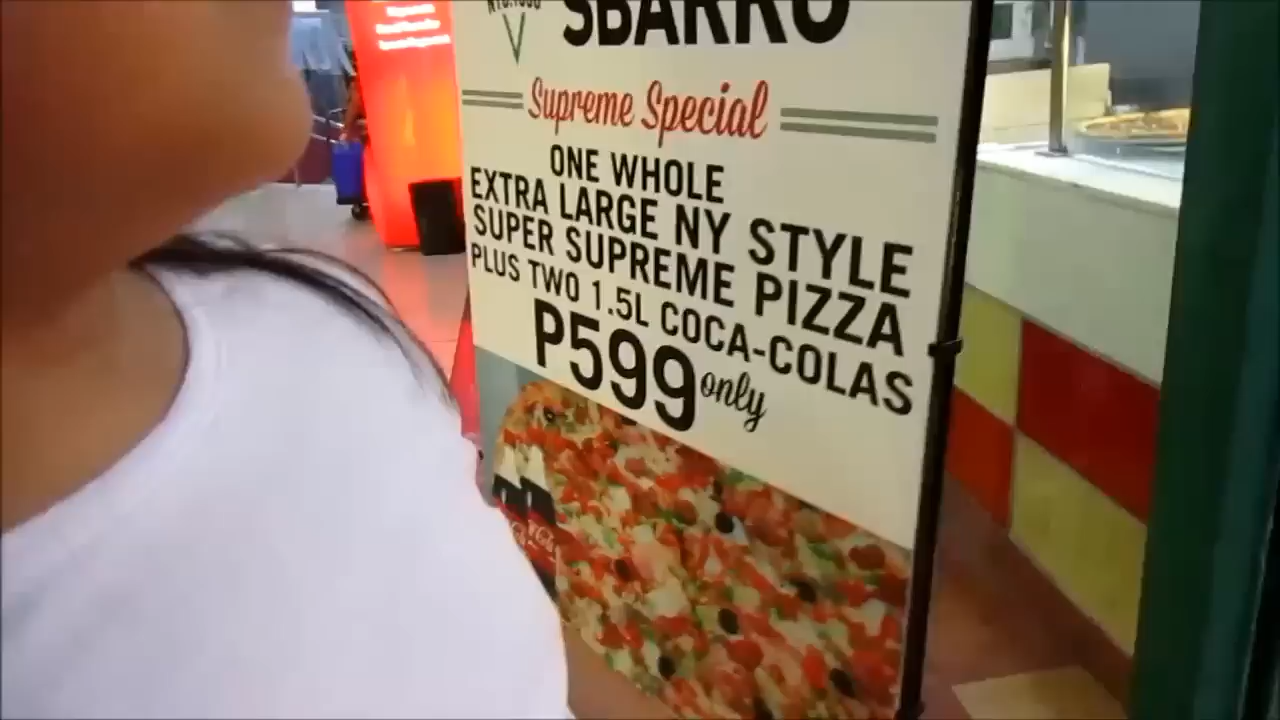 SBARRO
Supreme Special
ONE WHOLE
EXTRA LARGE NY STYLE
SUPER SUPREME PIZZA
PLUS TWO 1.5L COCA-COLAS
P599 only